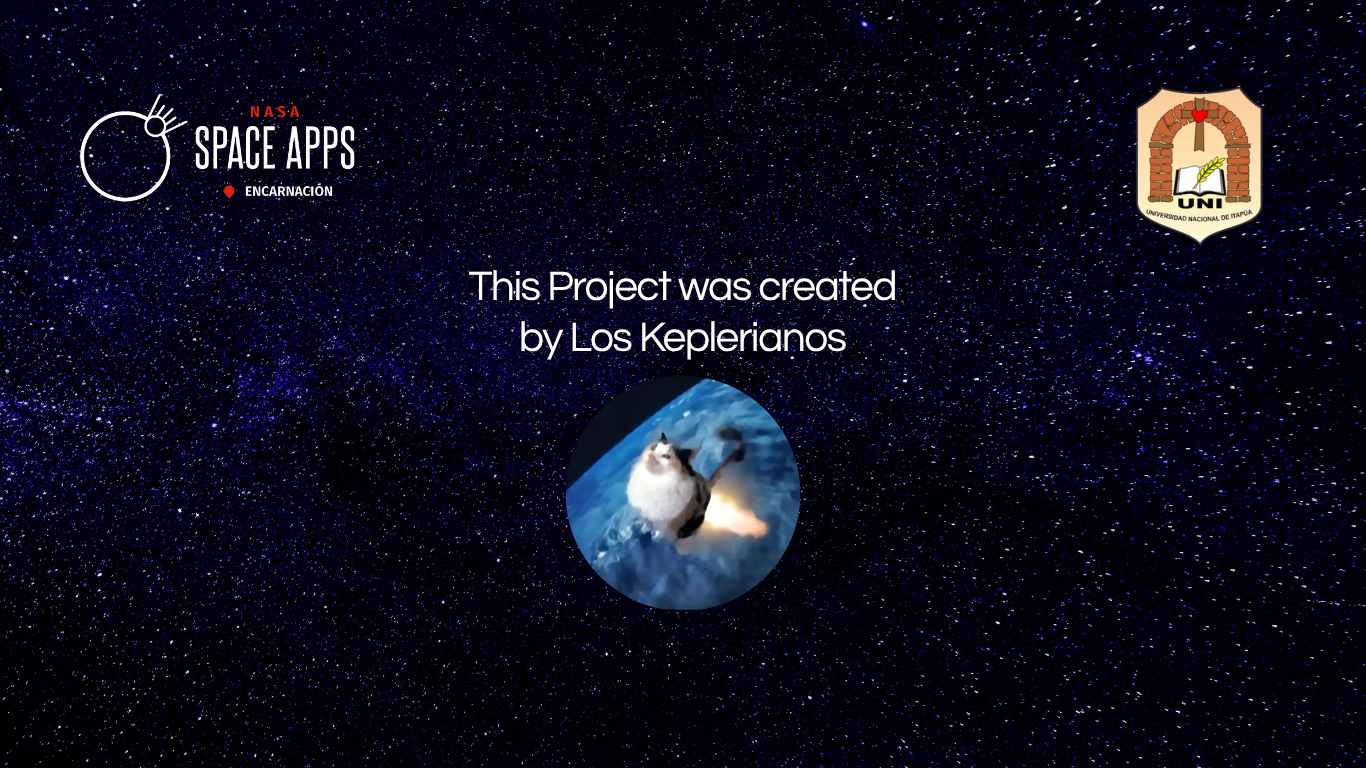 NASA
SPACE APPS
ENCARNACIÓN
UNI
UNIVERSIDAD NACIONAL DE ITAPÚA
This Project was created
by Los Keplerianos